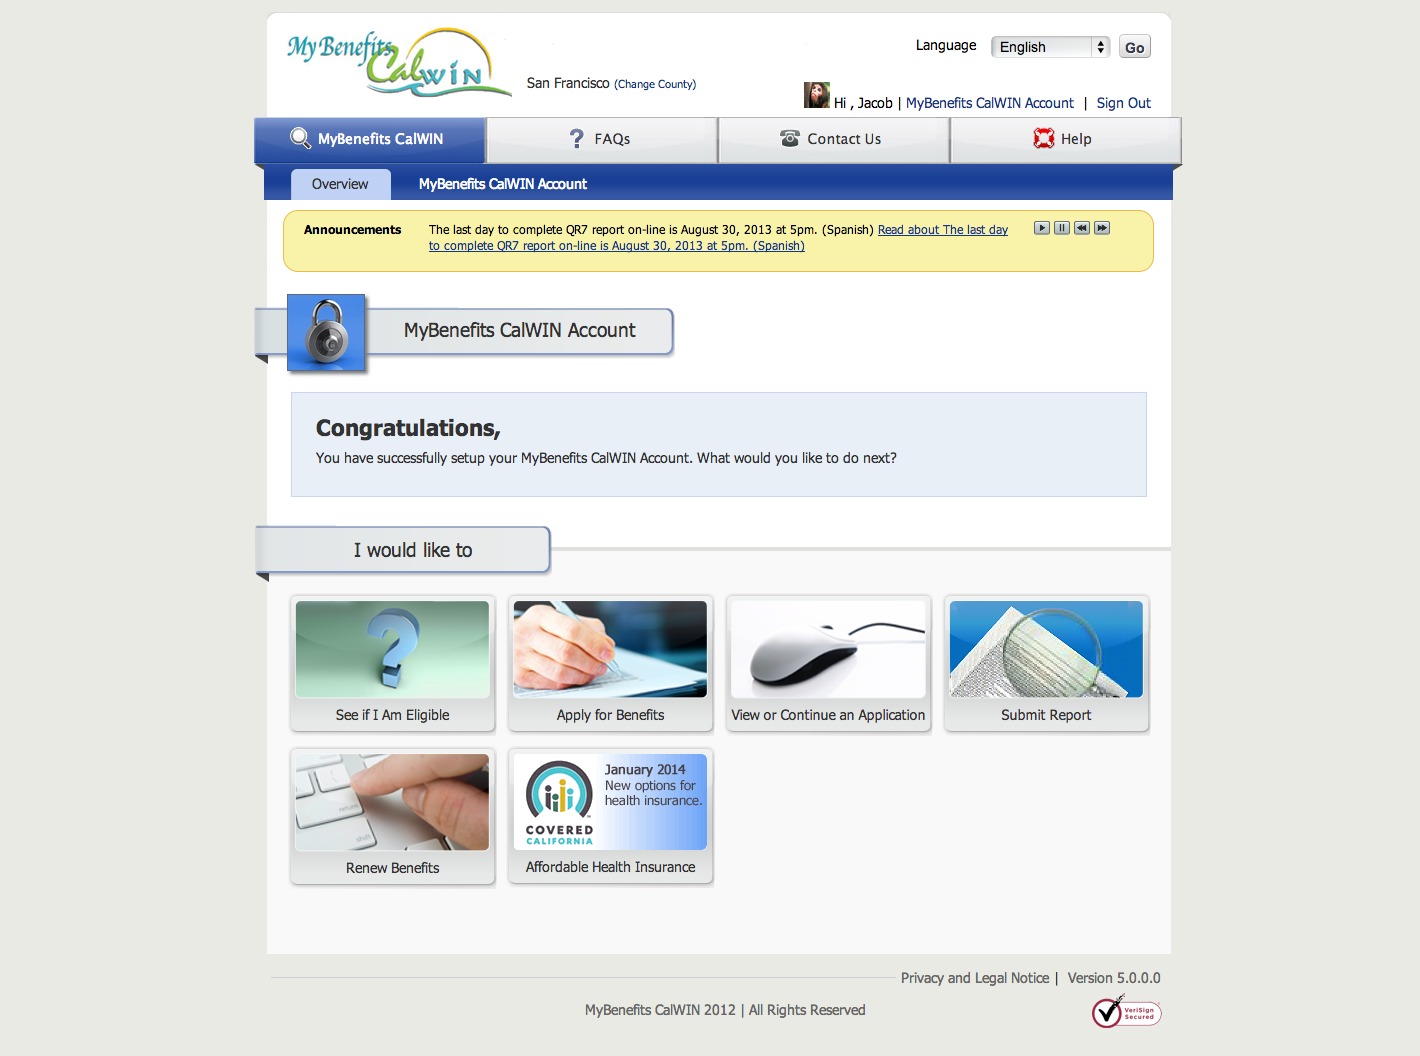 My Benefits
CalWIN
San Francisco (Change County)
Language English Go
Hi , Jacob | MyBenefits CalWIN Account | Sign Out
MyBenefits CalWIN
FAQs
Contact Us
Help
Overview
MyBenefits CalWIN Account
Announcements
The last day to complete QR7 report on-line is August 30, 2013 at 5pm. (Spanish) Read about The last day
to complete QR7 report on-line is August 30, 2013 at 5pm. (Spanish)
MyBenefits CalWIN Account
Congratulations,
You have successfully setup your MyBenefits CalWIN Account. What would you like to do next?
I would like to
See if I Am Eligible
Apply for Benefits
View or Continue an Application
Submit Report
return
shift
Renew Benefits
January 2014
New options for
health insurance.
COVERED
CALIFORNIA
Affordable Health Insurance
Privacy and Legal Notice | Version 5.0.0.0
MyBenefits CalWIN 2012 | All Rights Reserved
VeriSign
Secured